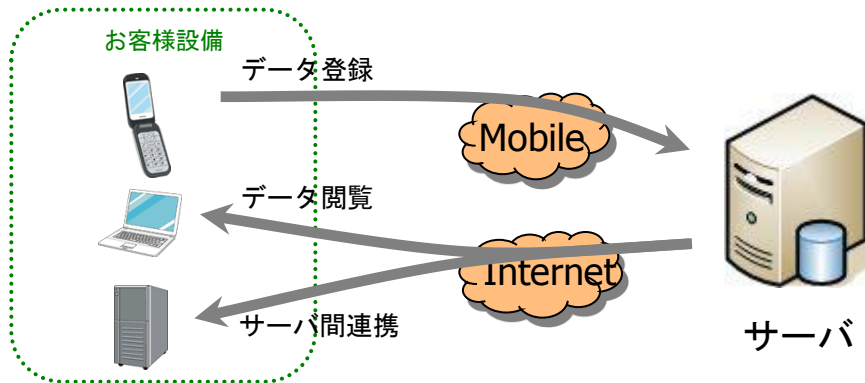 お客様設備
データ登録
Mobile
データ閲覧
Internet
サーバ間連携
サーバ